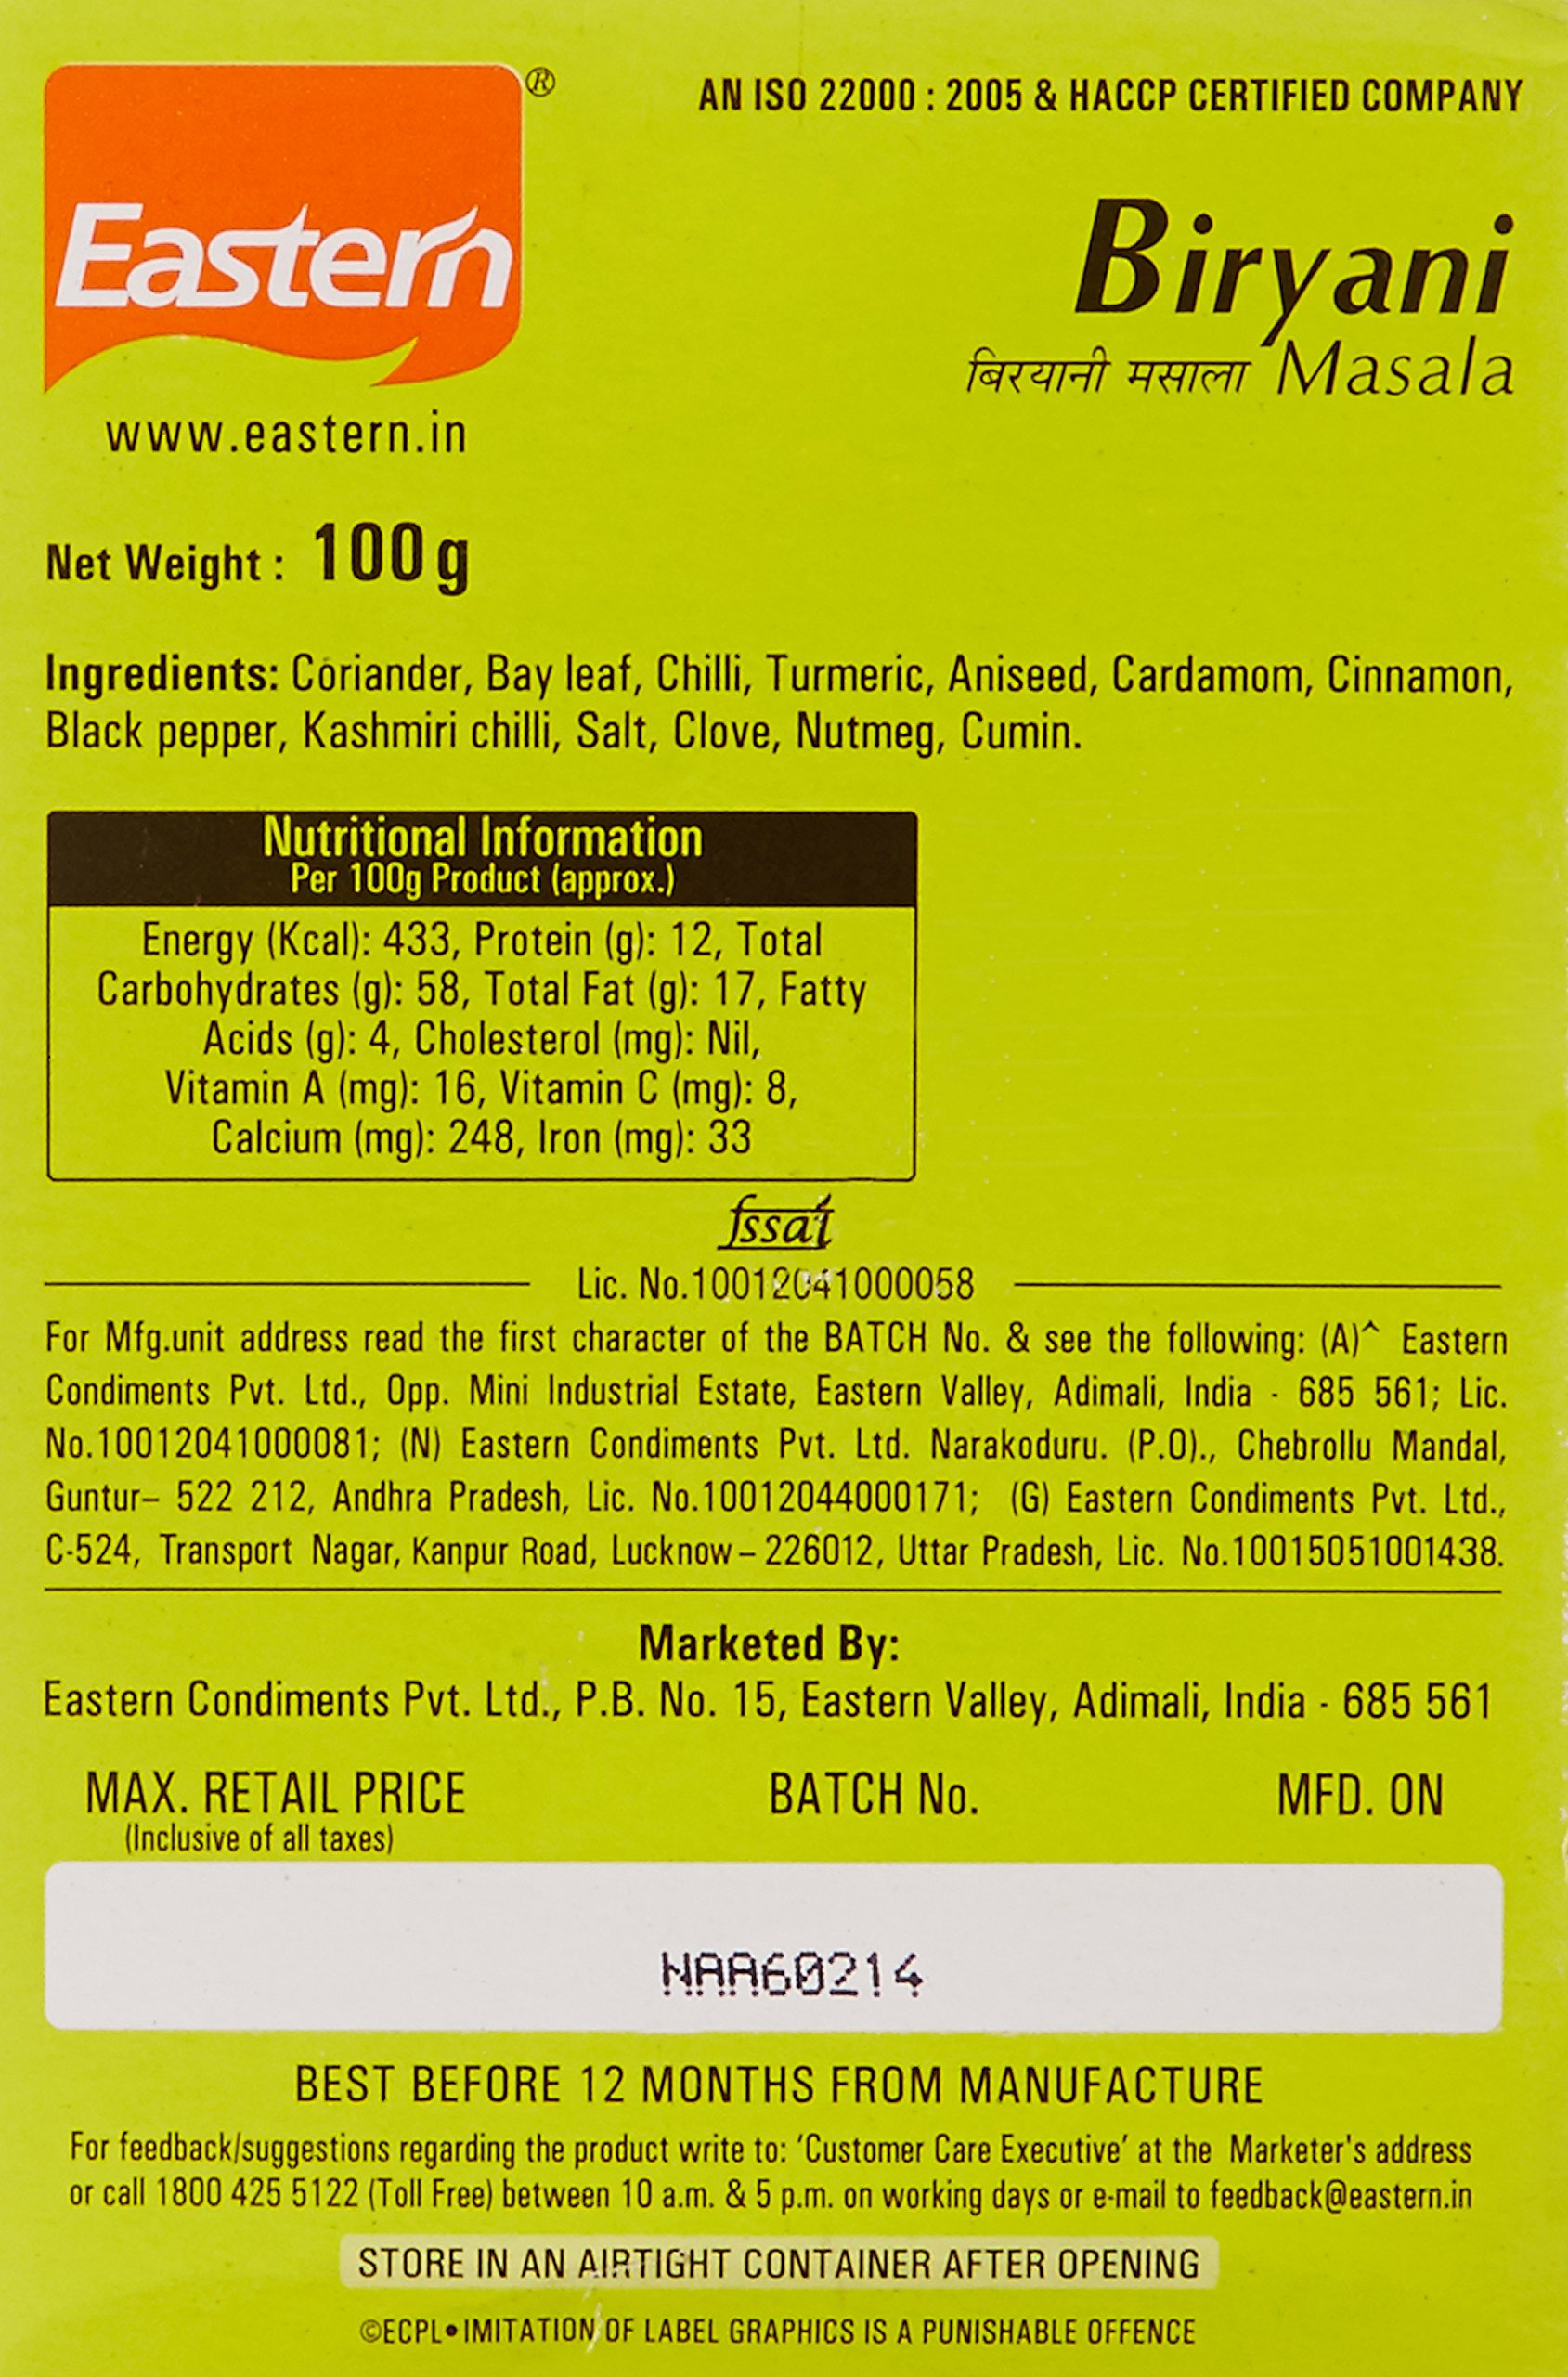 Eastern®
AN ISO 22000 : 2005 & HACCP CERTIFIED COMPANY
Biryani
बिरयानी मसाला Masala
www.eastern.in
Net Weight : 100 g
Ingredients: Coriander, Bay leaf, Chilli, Turmeric, Aniseed, Cardamom, Cinnamon,
Black pepper, Kashmiri chilli, Salt, Clove, Nutmeg, Cumin.
Nutritional Information
Per 100g Product (approx.)
Energy (Kcal): 433, Protein (g): 12, Total
Carbohydrates (g): 58, Total Fat (g): 17, Fatty
Acids (g): 4, Cholesterol (mg): Nil,
Vitamin A (mg): 16, Vitamin C (mg): 8,
Calcium (mg): 248, Iron (mg): 33
fssai
Lic. No.10012041000058
For Mfg.unit address read the first character of the BATCH No. & see the following: (A)^ Eastern
Condiments Pvt. Ltd., Opp. Mini Industrial Estate, Eastern Valley, Adimali, India - 685 561; Lic.
No.10012041000081; (N) Eastern Condiments Pvt. Ltd. Narakoduru. (P.O)., Chebrollu Mandal,
Guntur– 522 212, Andhra Pradesh, Lic. No.10012044000171; (G) Eastern Condiments Pvt. Ltd.,
C-524, Transport Nagar, Kanpur Road, Lucknow – 226012, Uttar Pradesh, Lic. No.10015051001438.
Marketed By:
Eastern Condiments Pvt. Ltd., P.B. No. 15, Eastern Valley, Adimali, India - 685 561
MAX. RETAIL PRICE BATCH No. MFD. ON
(Inclusive of all taxes)
NAA60214
BEST BEFORE 12 MONTHS FROM MANUFACTURE
For feedback/suggestions regarding the product write to: ‘Customer Care Executive’ at the Marketer's address
or call 1800 425 5122 (Toll Free) between 10 a.m. & 5 p.m. on working days or e-mail to feedback@eastern.in
STORE IN AN AIRTIGHT CONTAINER AFTER OPENING
©ECPL•IMITATION OF LABEL GRAPHICS IS A PUNISHABLE OFFENCE